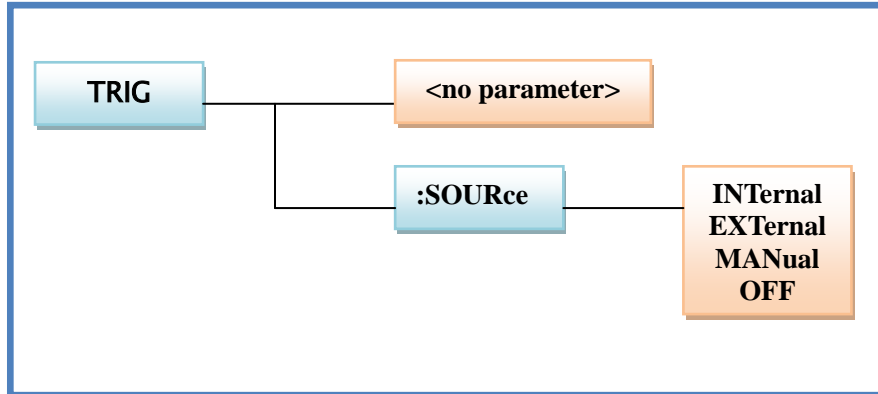 TRIG
<no parameter>
:SOURce
INTernal
EXTernal
MANual
OFF